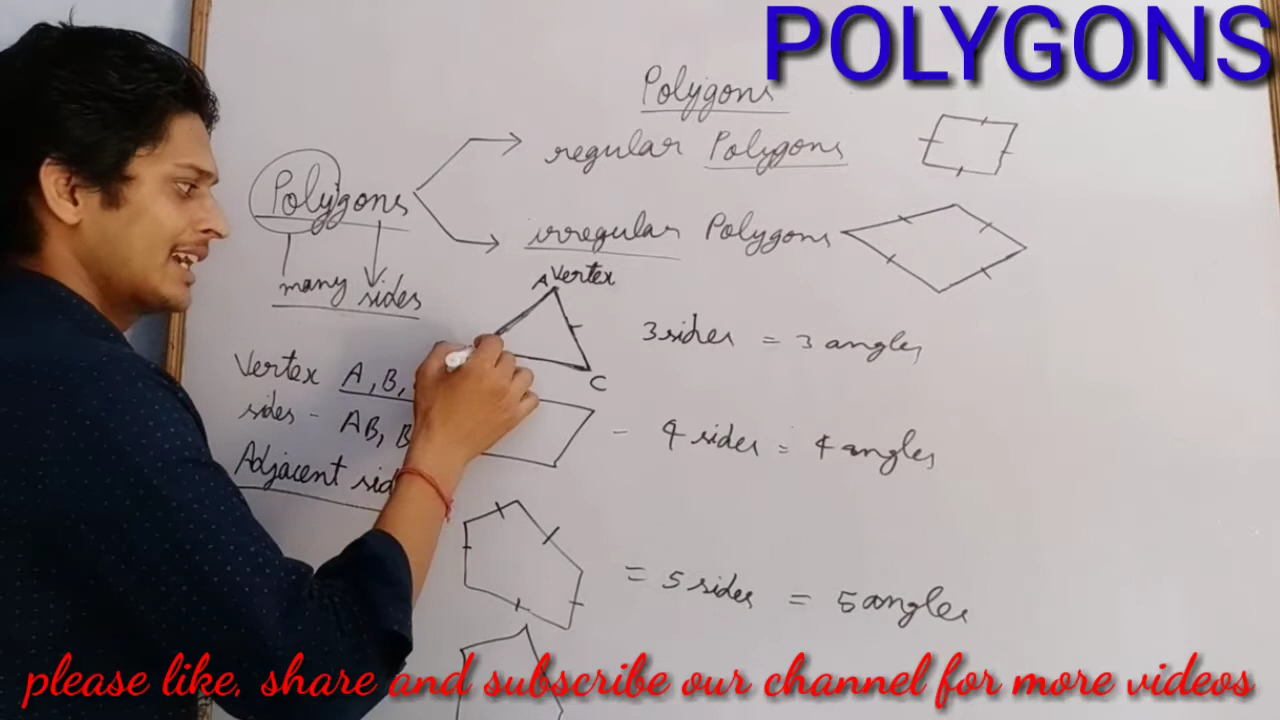 POLYGONS
Polygons
regular Polygons
Polygons
irregular Polygons
many sides
A Vertex
C
3 sides = 3 angles
Vertex A, B,
sides - AB, B
- 4 sides = 4 angles
Adjacent sid
= 5 sides = 5 angles
please like. share and subscribe our channel for more videos